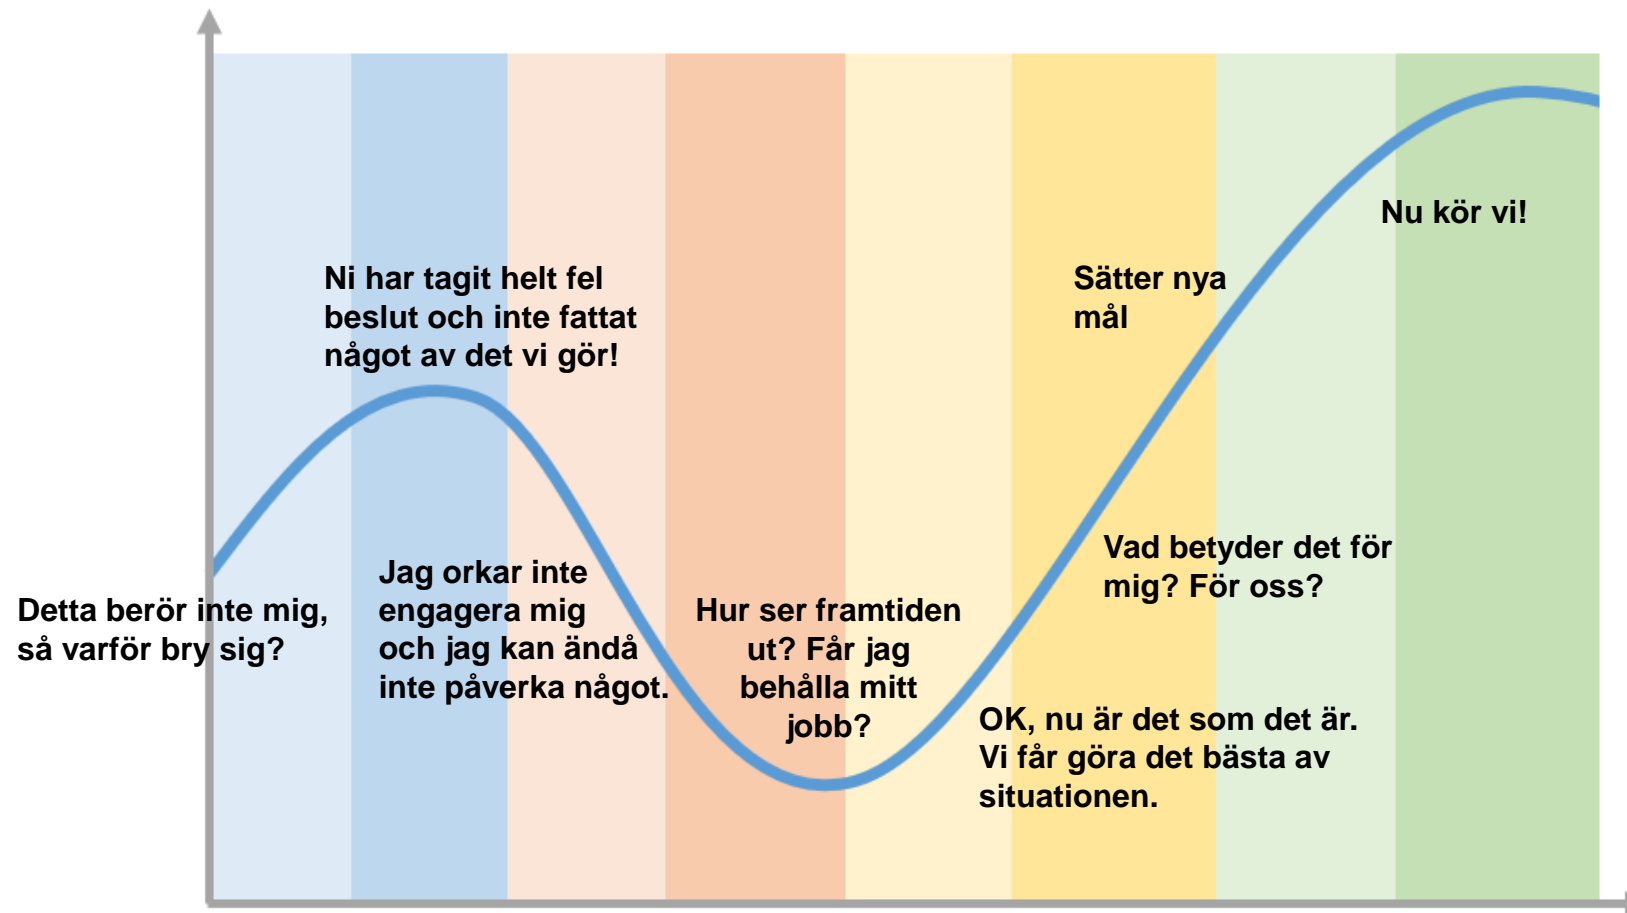 Detta berör inte mig,
så varför bry sig?
Ni har tagit helt fel
beslut och inte fattat
något av det vi gör!
Jag orkar inte
engagera mig
och jag kan ändå
inte påverka något.
Hur ser framtiden
ut? Får jag
behålla mitt
jobb?
OK, nu är det som det är.
Vi får göra det bästa av
situationen.
Vad betyder det för
mig? För oss?
Sätter nya
mål
Nu kör vi!